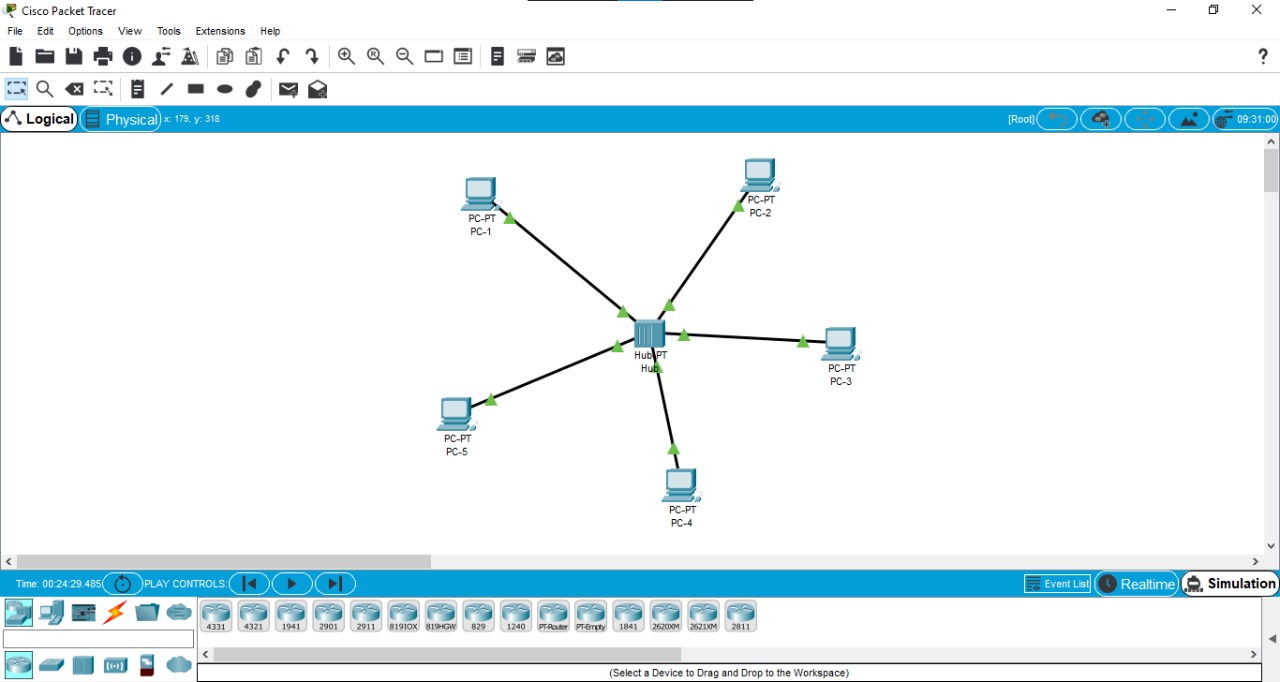 Cisco Packet Tracer
File Edit Options View Tools Extensions Help
?
Logical Physical x: 179, y: 318 [Root] 09:31:00
PC-PT
PC-2
PC-PT
PC-1
Hub-PT
Hub
PC-PT
PC-3
PC-PT
PC-5
PC-PT
PC-4
Time: 00:24:29.485 PLAY CONTROLS: Event List Realtime Simulation
4331 4321 1941 2901 2911 819IOX 819HGW 829 1240 PT-Router PT-Empty 1841 2620XM 2621XM 2811
(Select a Device to Drag and Drop to the Workspace)